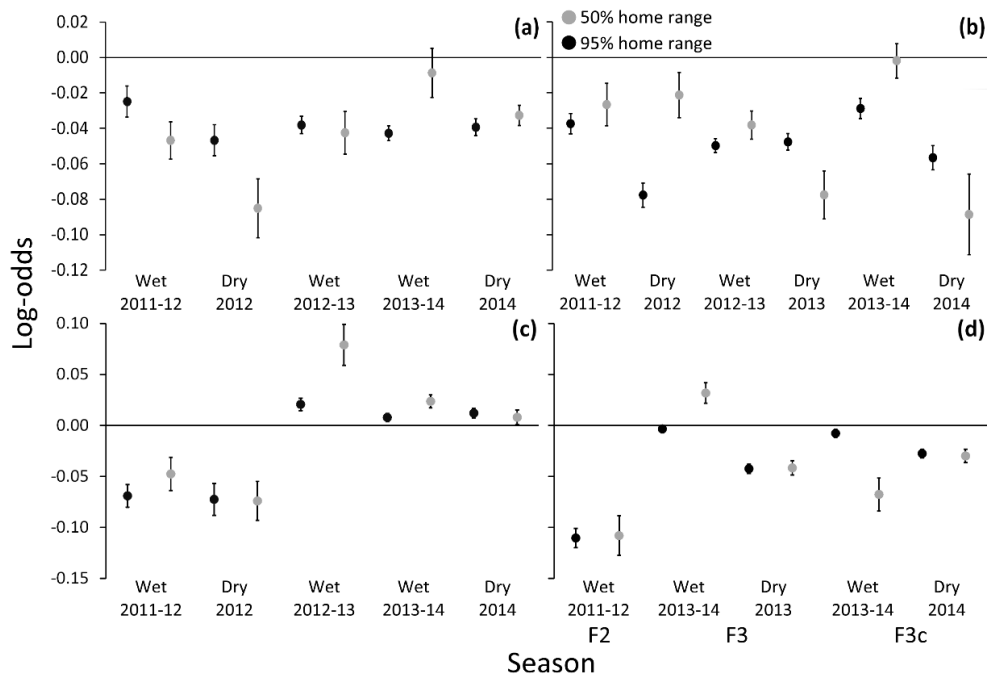 0.02
0.00
-0.02
-0.04
-0.06
-0.08
-0.10
-0.12
(a)
Wet Dry Wet Wet Dry
2011-12 2012 2012-13 2013-14 2014
50% home range
95% home range
(b)
Wet Dry Wet Dry Wet Dry
2011-12 2012 2012-13 2013 2013-14 2014
Log-odds
0.10
0.05
0.00
-0.05
-0.10
-0.15
(c)
Wet Dry Wet Wet Dry
2011-12 2012 2012-13 2013-14 2014
(d)
Wet Wet Dry Wet Dry
2011-12 2013-14 2013 2013-14 2014
F2 F3 F3c
Season